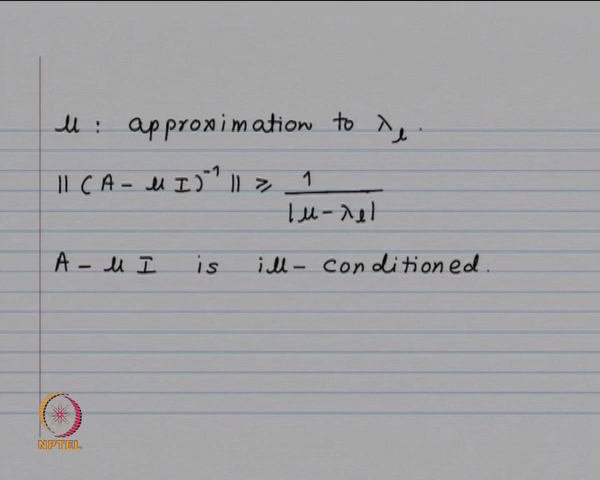 μ : approximation to λ_l .
|| (A - μ I)^-1 || ≥ 1 / |μ - λ_l|
A - μ I is ill-conditioned.
NPTEL